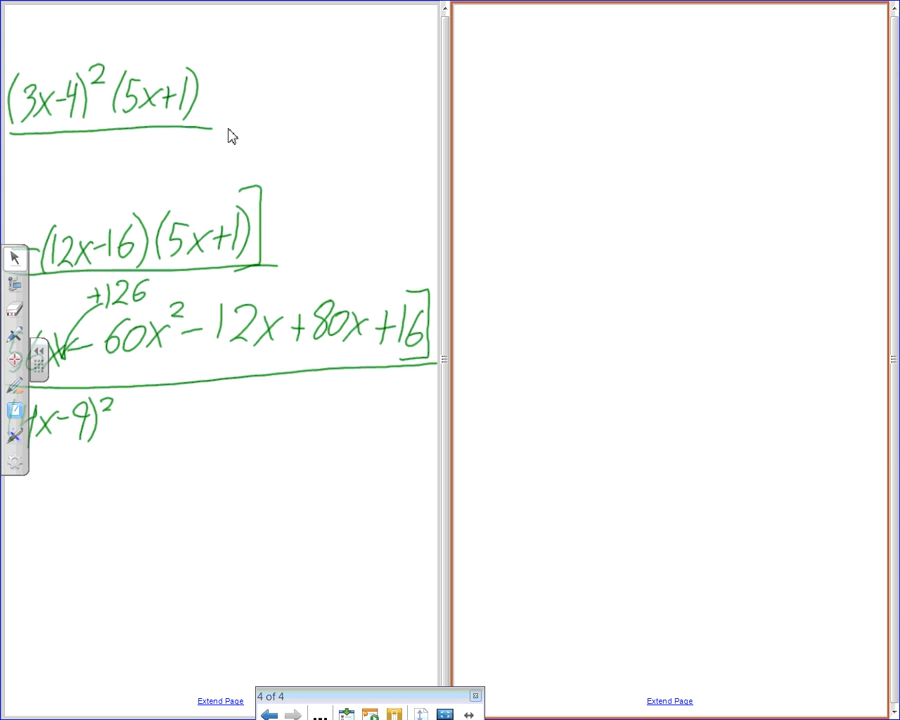 (3x-4)² (5x+1)
-(12x-16)(5x+1)]
+126
- 60x² - 12x + 80x + 16]
x-9)²
Extend Page
Extend Page
4 of 4